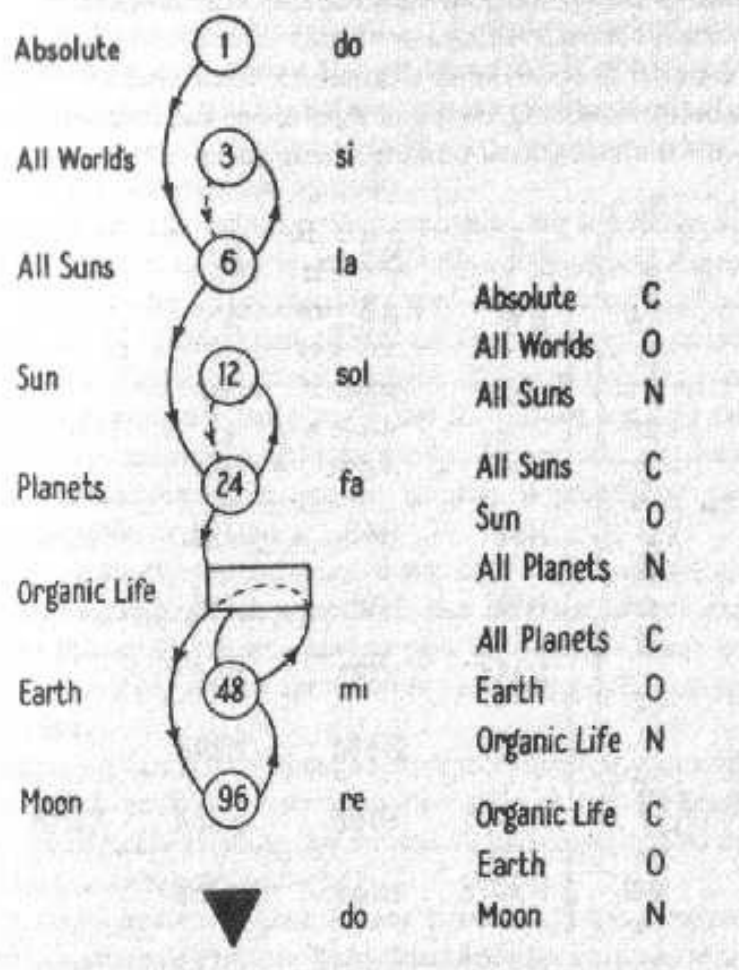 Absolute 1 do
All Worlds 3 si
All Suns 6 la
Sun 12 sol
Planets 24 fa
Organic Life
Earth 48 mi
Moon 96 re
do
Absolute C
All Worlds O
All Suns N
All Suns C
Sun O
All Planets N
All Planets C
Earth O
Organic Life N
Organic Life C
Earth O
Moon N